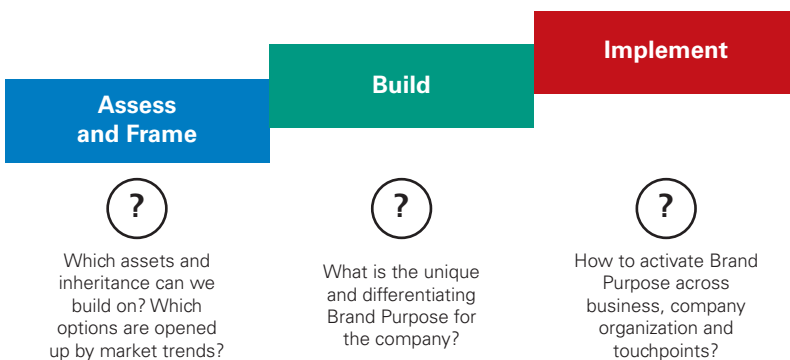 Assess
and Frame
Build
Implement
?
Which assets and
inheritance can we
build on? Which
options are opened
up by market trends?
?
What is the unique
and differentiating
Brand Purpose for
the company?
?
How to activate Brand
Purpose across
business, company
organization and
touchpoints?